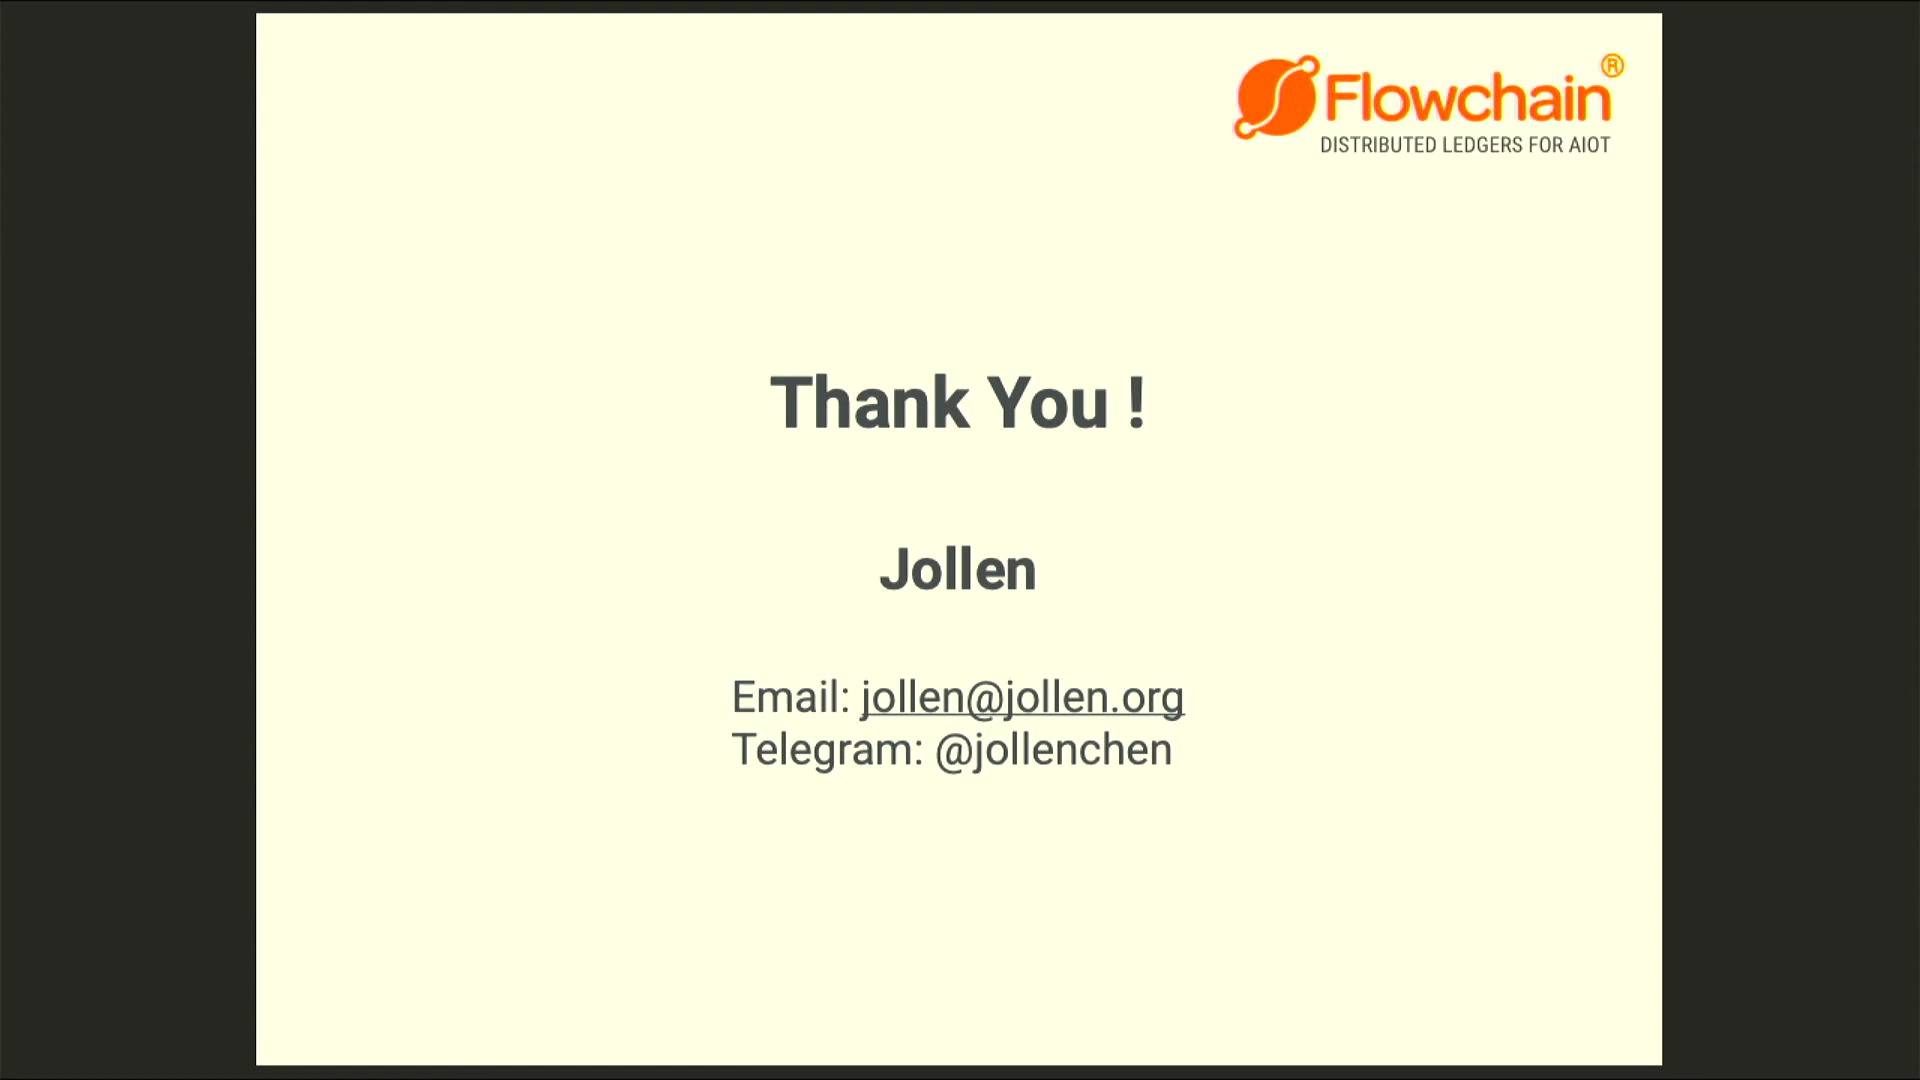 Flowchain®
DISTRIBUTED LEDGERS FOR AIOT
Thank You !
Jollen
Email: jollen@jollen.org
Telegram: @jollenchen